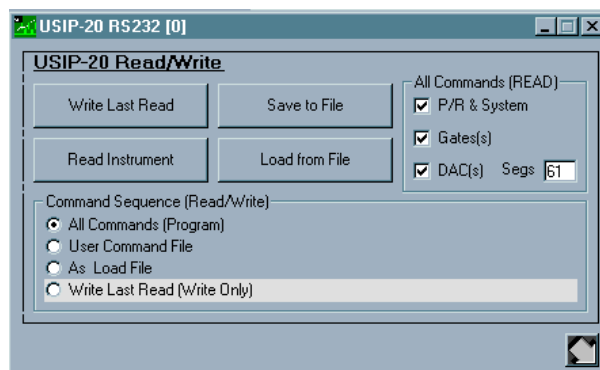 USIP-20 RS232 [0]
USIP-20 Read/Write
Write Last Read
Save to File
Read Instrument
Load from File
All Commands (READ)
P/R & System
Gates(s)
DAC(s) Segs 61
Command Sequence (Read/Write)
All Commands (Program)
User Command File
As Load File
Write Last Read (Write Only)